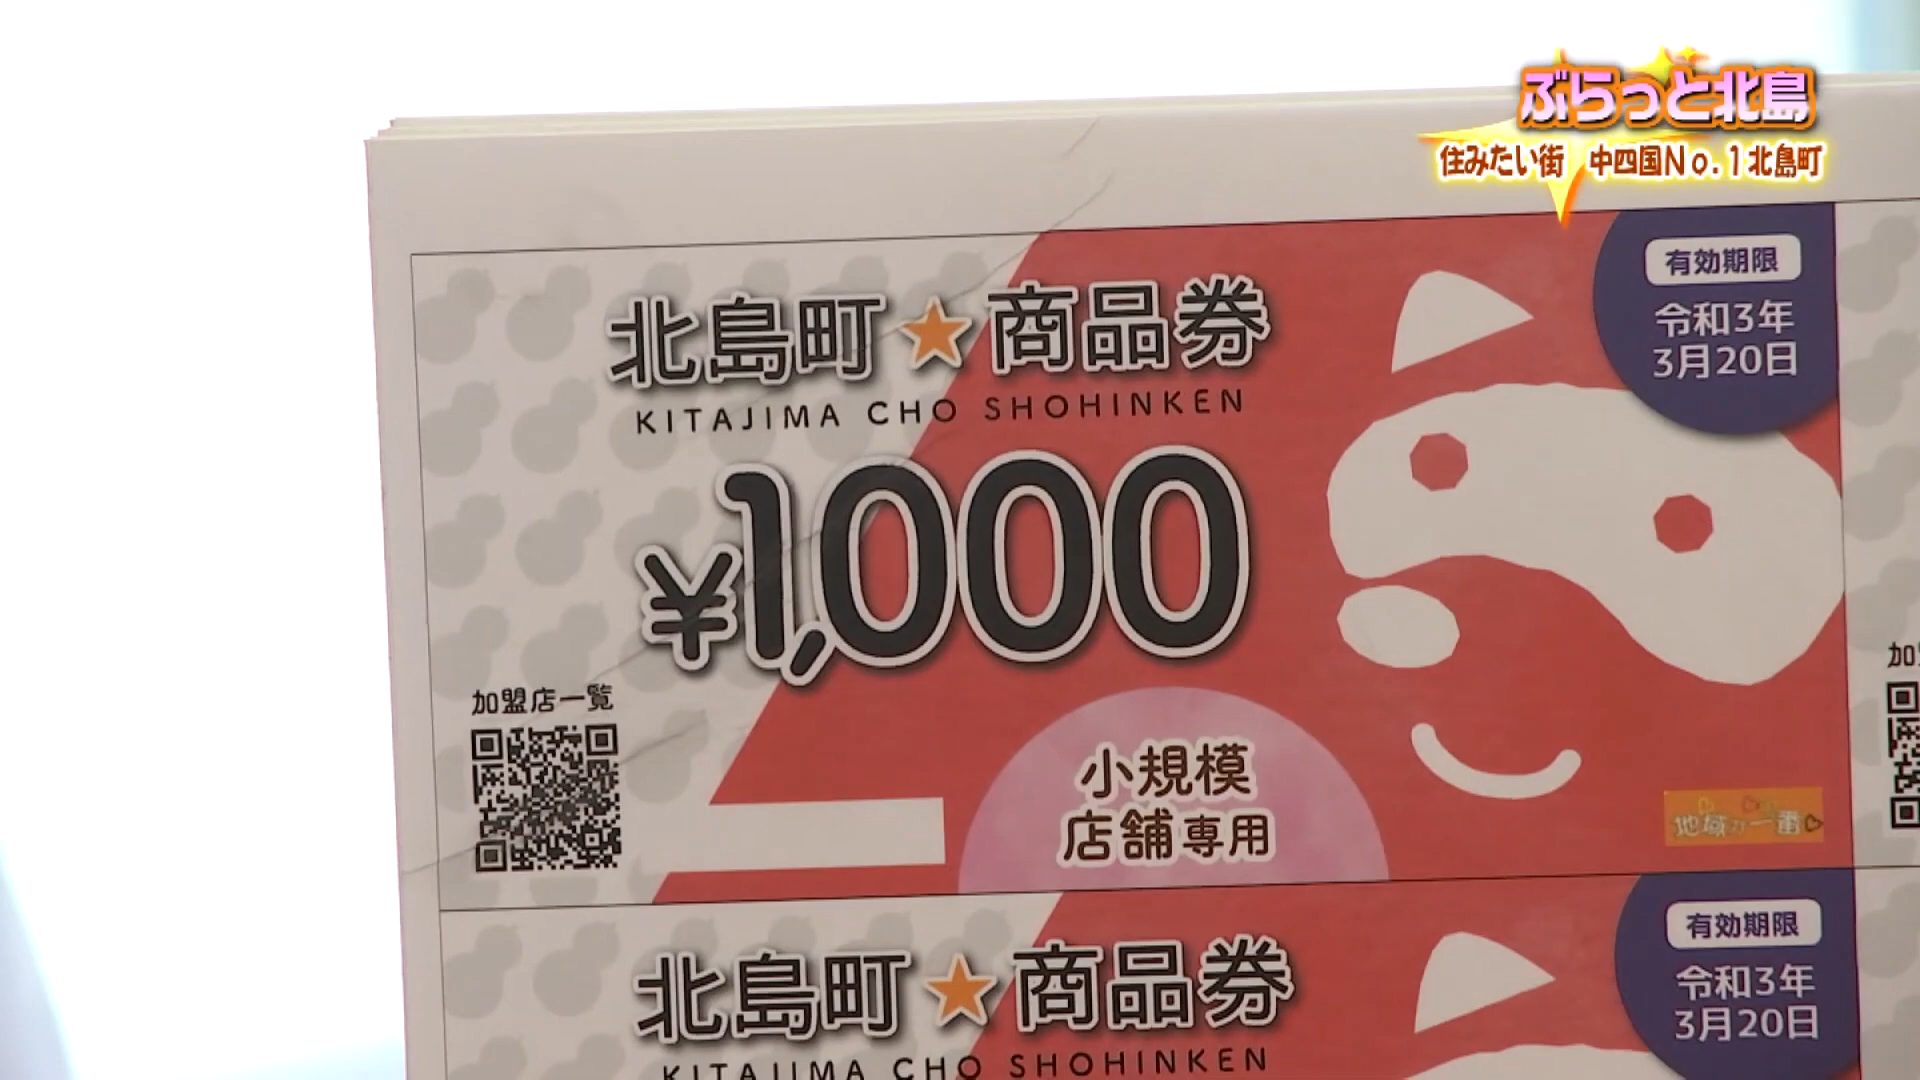 ぶらっと北島
住みたい街　中四国No.1北島町
有効期限
令和3年
3月20日
北島町★商品券
KITAJIMA CHO SHOHINKEN
¥1,000
加盟店一覧
小規模
店舗専用
地域が一番
加
有効期限
令和3年
3月20日
北島町★商品券
KITAJIMA CHO SHOHINKEN